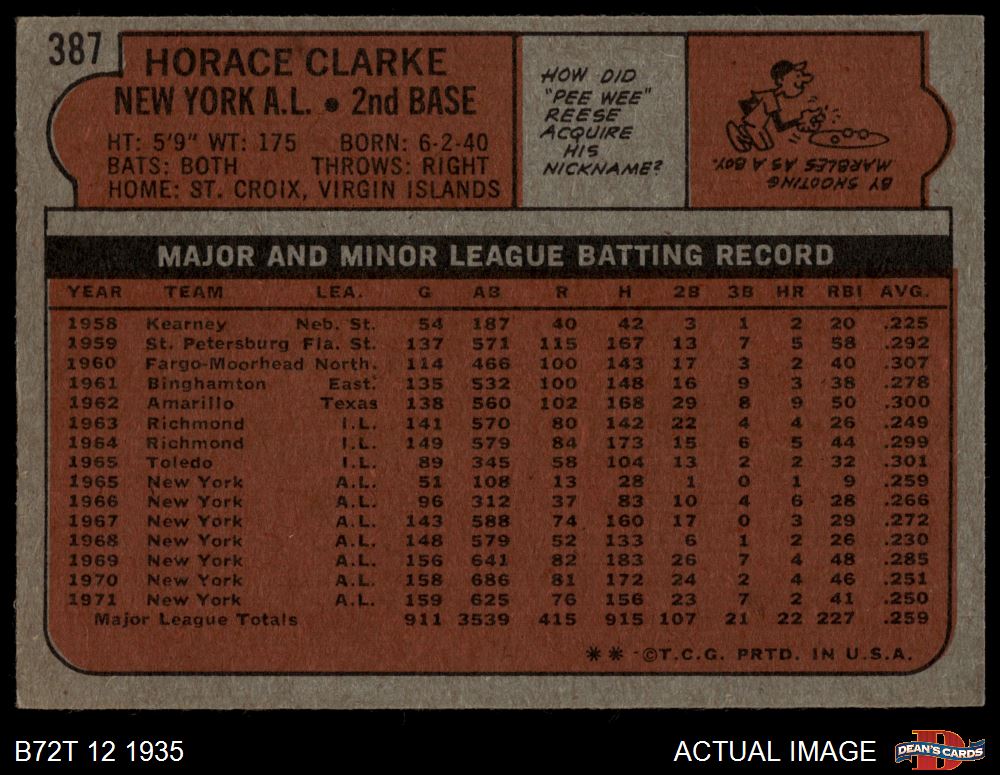 387
HORACE CLARKE
NEW YORK A.L. • 2nd BASE
HT: 5'9" WT: 175 BORN: 6-2-40
BATS: BOTH THROWS: RIGHT
HOME: ST. CROIX, VIRGIN ISLANDS
HOW DID
"PEE WEE"
REESE
ACQUIRE
HIS
NICKNAME?
BY SHOOTING
MARBLES AS A BOY.
MAJOR AND MINOR LEAGUE BATTING RECORD
YEAR TEAM LEA. G AB R H 2B 3B HR RBI AVG.
1958 Kearney Neb. St. 54 187 40 42 3 1 2 20 .225
1959 St. Petersburg Fla. St. 137 571 115 167 13 7 5 58 .292
1960 Fargo-Moorhead North. 114 466 100 143 17 3 2 40 .307
1961 Binghamton East. 135 532 100 148 16 9 3 38 .278
1962 Amarillo Texas 138 560 102 168 29 8 9 50 .300
1963 Richmond I.L. 141 570 80 142 22 4 4 26 .249
1964 Richmond I.L. 149 579 84 173 15 6 5 44 .299
1965 Toledo I.L. 89 345 58 104 13 2 2 32 .301
1965 New York A.L. 51 108 13 28 1 0 1 9 .259
1966 New York A.L. 96 312 37 83 10 4 6 28 .266
1967 New York A.L. 143 588 74 160 17 0 3 29 .272
1968 New York A.L. 148 579 52 133 6 1 2 26 .230
1969 New York A.L. 156 641 82 183 26 7 4 48 .285
1970 New York A.L. 158 686 81 172 24 2 4 46 .251
1971 New York A.L. 159 625 76 156 23 7 2 41 .250
Major League Totals 911 3539 415 915 107 21 22 227 .259
** ©T.C.G. PRTD. IN U.S.A.
B72T 12 1935
ACTUAL IMAGE
D
DEAN'S CARDS